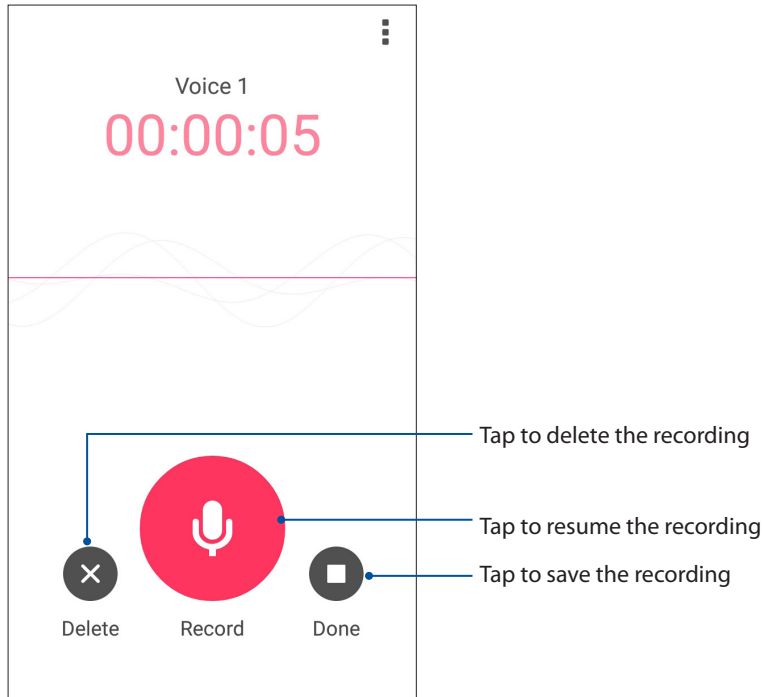 Voice 1
00:00:05
Tap to delete the recording
Tap to resume the recording
Tap to save the recording
Delete Record Done